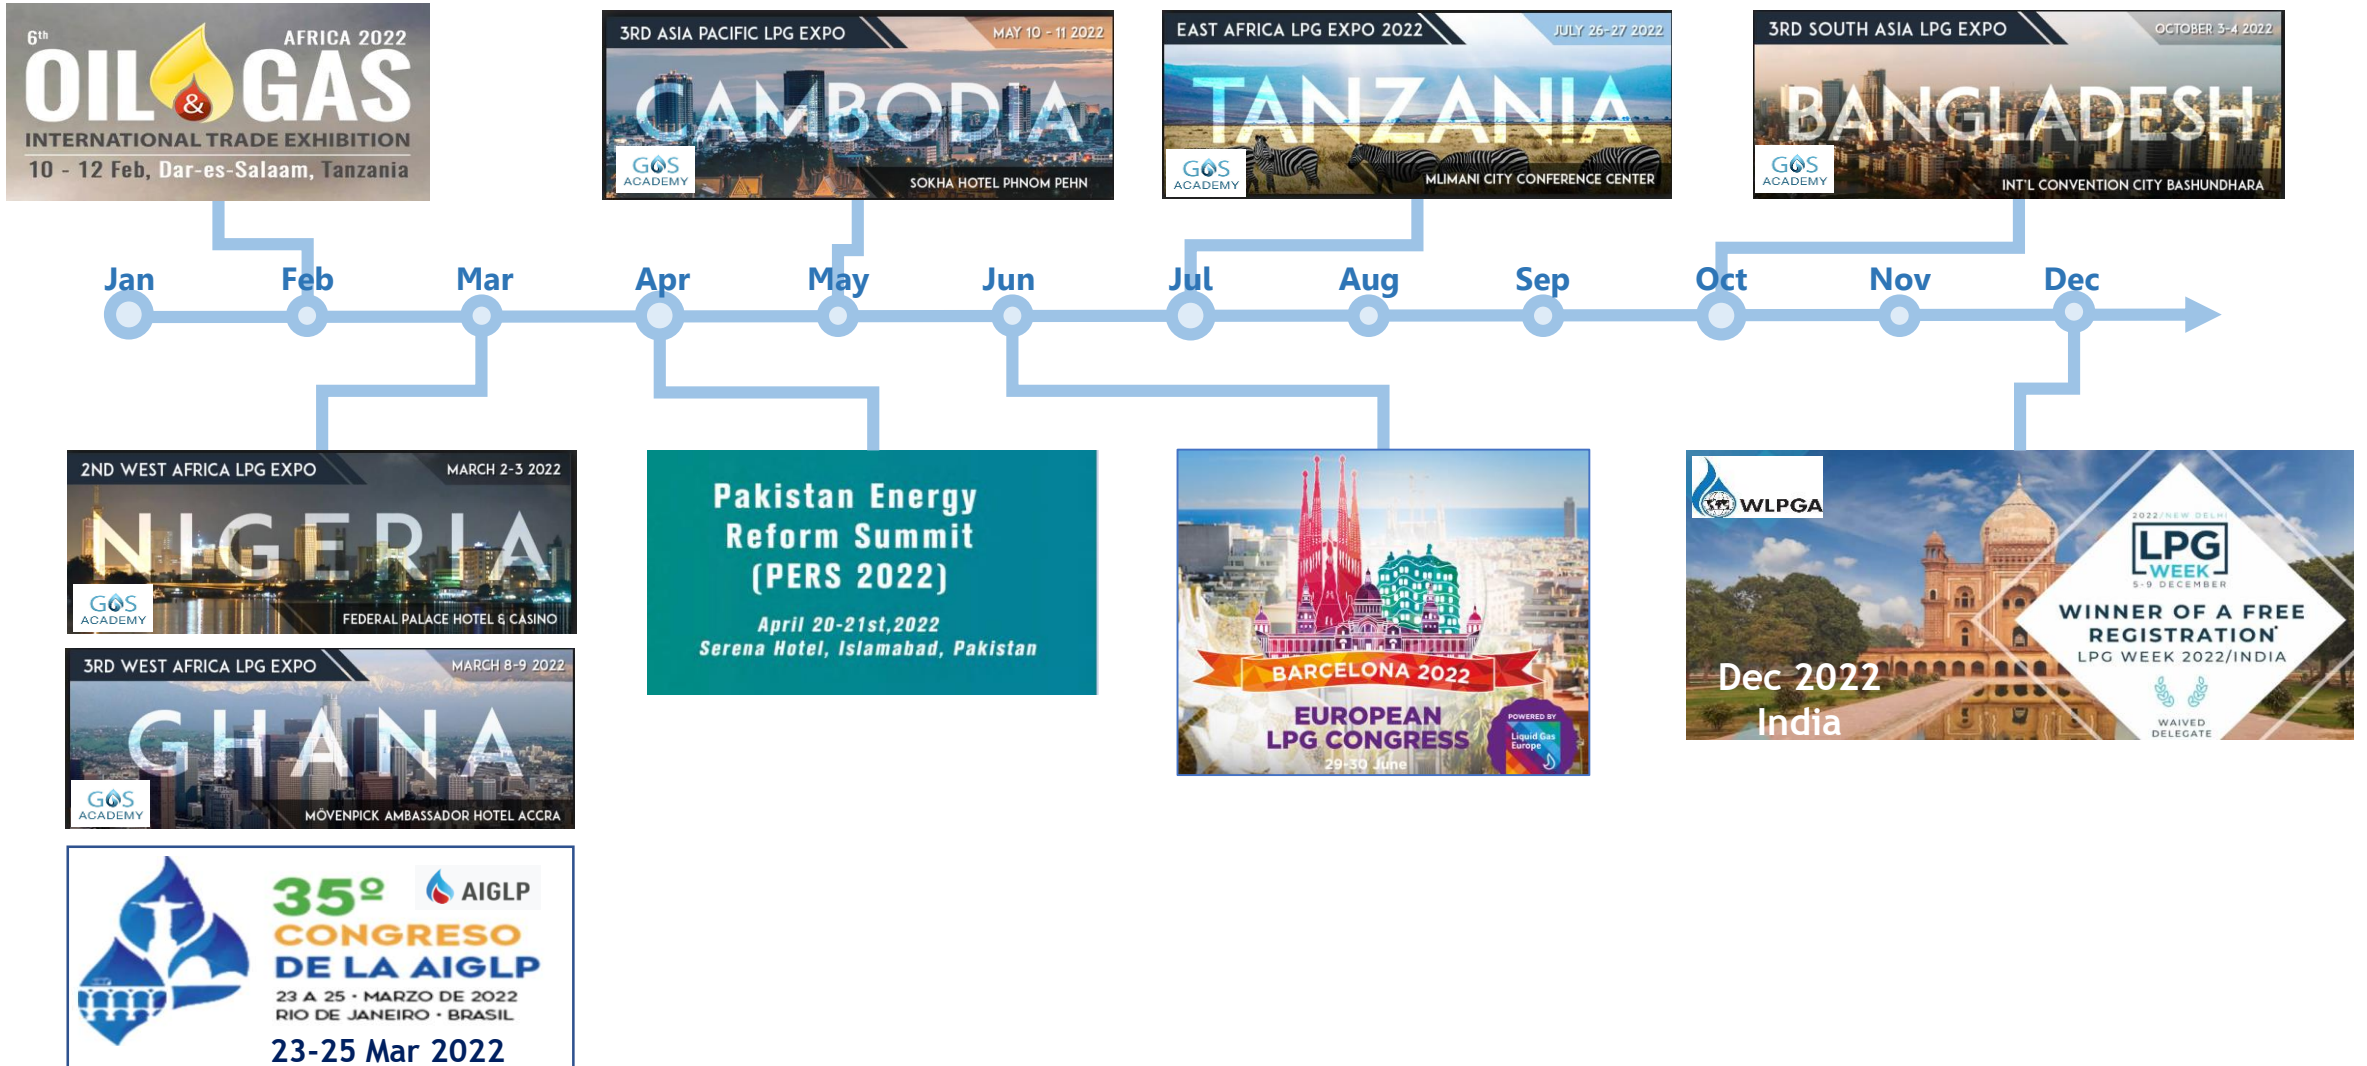 6th
AFRICA 2022
OIL & GAS
INTERNATIONAL TRADE EXHIBITION
10 - 12 Feb, Dar-es-Salaam, Tanzania
3RD ASIA PACIFIC LPG EXPO
MAY 10 - 11 2022
CAMBODIA
GAS
ACADEMY
SOKHA HOTEL PHNOM PEHN
EAST AFRICA LPG EXPO 2022
JULY 26-27 2022
TANZANIA
GAS
ACADEMY
MLIMANI CITY CONFERENCE CENTER
3RD SOUTH ASIA LPG EXPO
OCTOBER 3-4 2022
BANGLADESH
GAS
ACADEMY
INT'L CONVENTION CITY BASHUNDHARA
Jan Feb Mar Apr May Jun Jul Aug Sep Oct Nov Dec
2ND WEST AFRICA LPG EXPO
MARCH 2-3 2022
NIGERIA
GAS
ACADEMY
FEDERAL PALACE HOTEL & CASINO
3RD WEST AFRICA LPG EXPO
MARCH 8-9 2022
GHANA
GAS
ACADEMY
MÖVENPICK AMBASSADOR HOTEL ACCRA
35º
AIGLP
CONGRESO
DE LA AIGLP
23 A 25 · MARZO DE 2022
RIO DE JANEIRO · BRASIL
23-25 Mar 2022
Pakistan Energy
Reform Summit
(PERS 2022)
April 20-21st,2022
Serena Hotel, Islamabad, Pakistan
BARCELONA 2022
EUROPEAN
LPG CONGRESS
29-30 June
POWERED BY
Liquid Gas
Europe
WLPGA
Dec 2022
India
2022/NEW DELHI
LPG
WEEK
5-9 DECEMBER
WINNER OF A FREE
REGISTRATION*
LPG WEEK 2022/INDIA
WAIVED
DELEGATE